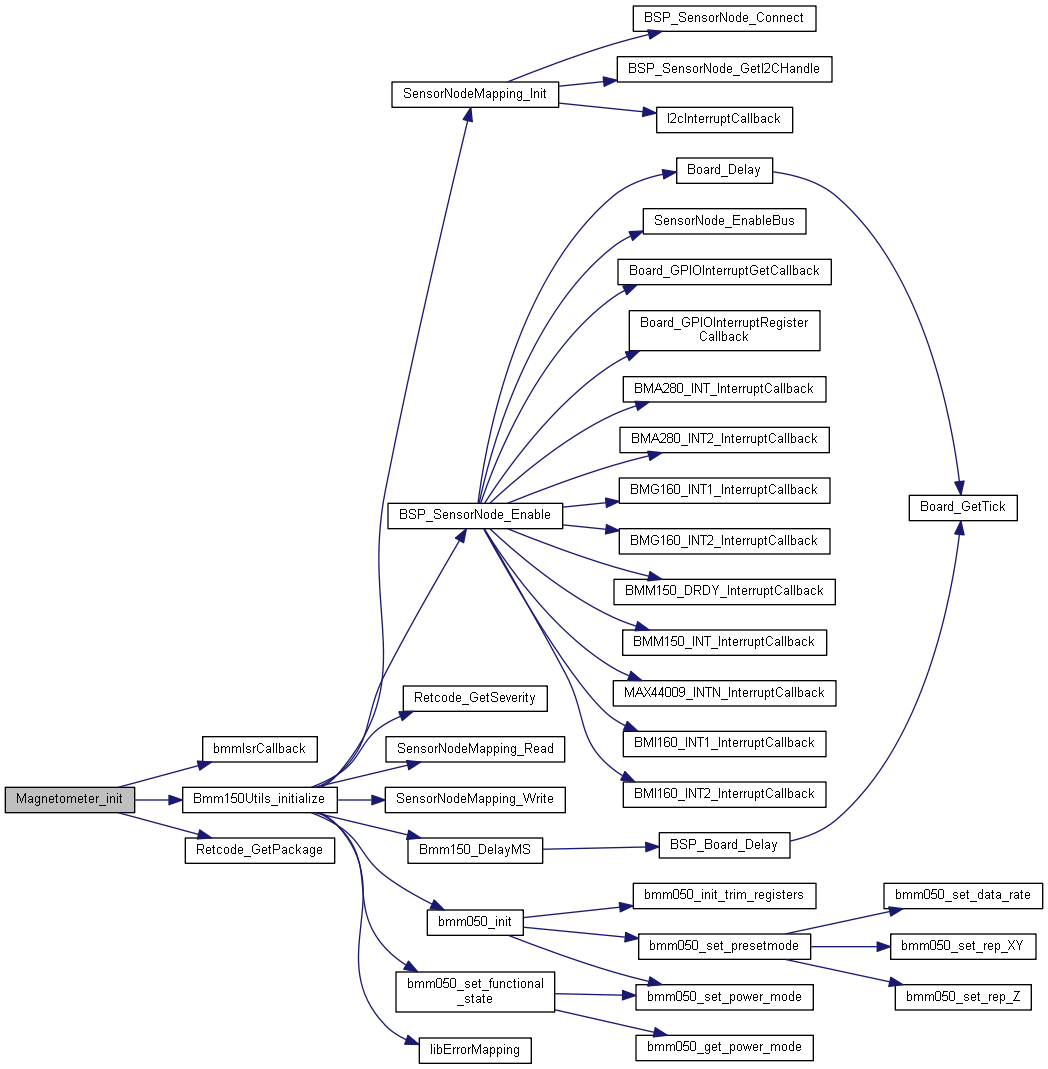 BSP_SensorNode_Connect
BSP_SensorNode_GetI2CHandle
SensorNodeMapping_Init
I2cInterruptCallback
Board_Delay
SensorNode_EnableBus
Board_GPIOInterruptGetCallback
Board_GPIOInterruptRegister
Callback
BMA280_INT_InterruptCallback
BMA280_INT2_InterruptCallback
BMG160_INT1_InterruptCallback
Board_GetTick
BSP_SensorNode_Enable
BMG160_INT2_InterruptCallback
BMM150_DRDY_InterruptCallback
BMM150_INT_InterruptCallback
MAX44009_INTN_InterruptCallback
Retcode_GetSeverity
BMI160_INT1_InterruptCallback
bmmIsrCallback
SensorNodeMapping_Read
BMI160_INT2_InterruptCallback
Magnetometer_init
Bmm150Utils_initialize
SensorNodeMapping_Write
Retcode_GetPackage
Bmm150_DelayMS
BSP_Board_Delay
bmm050_init_trim_registers
bmm050_set_data_rate
bmm050_init
bmm050_set_presetmode
bmm050_set_rep_XY
bmm050_set_functional
_state
bmm050_set_power_mode
bmm050_set_rep_Z
libErrorMapping
bmm050_get_power_mode